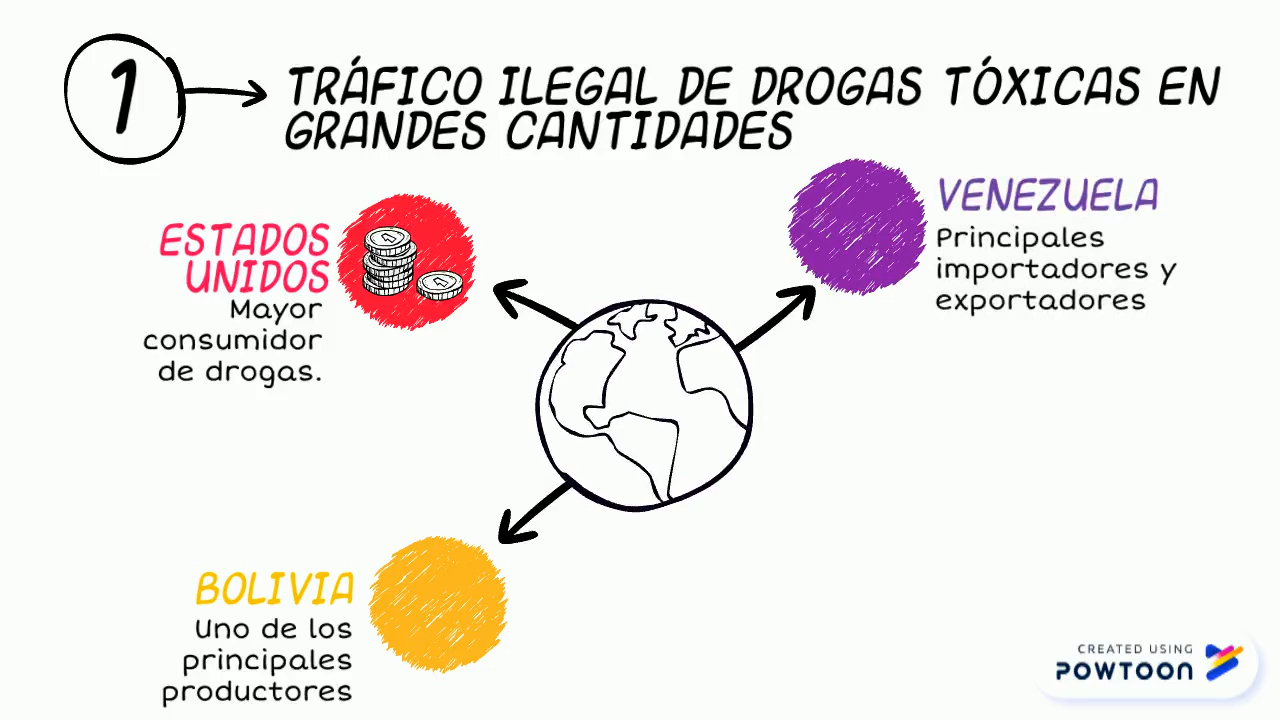 1
TRÁFICO ILEGAL DE DROGAS TÓXICAS EN
GRANDES CANTIDADES
ESTADOS
UNIDOS
Mayor
consumidor
de drogas.
VENEZUELA
Principales
importadores y
exportadores
BOLIVIA
Uno de los
principales
productores
CREATED USING
POWTOON